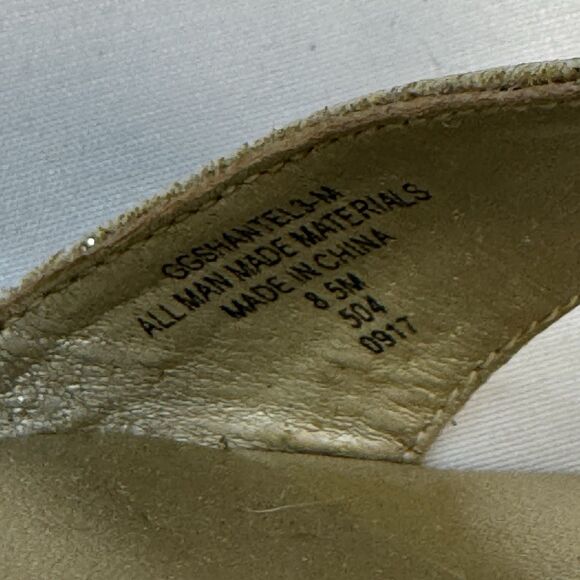 GGSHANTEL3-M
ALL MAN MADE MATERIALS
MADE IN CHINA
8.5M
504
0917